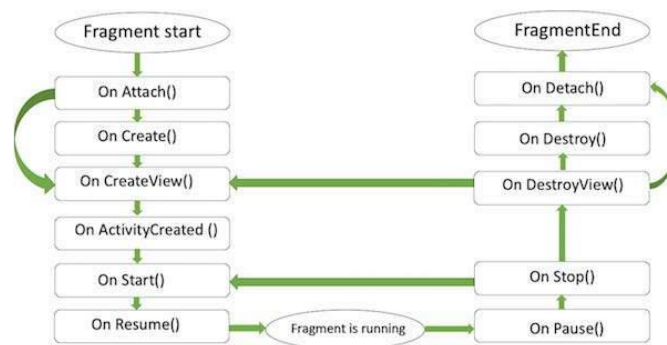 Fragment start
On Attach()
On Create()
On CreateView()
On ActivityCreated ()
On Start()
On Resume()
Fragment is running
On Pause()
On Stop()
On DestroyView()
On Destroy()
On Detach()
FragmentEnd